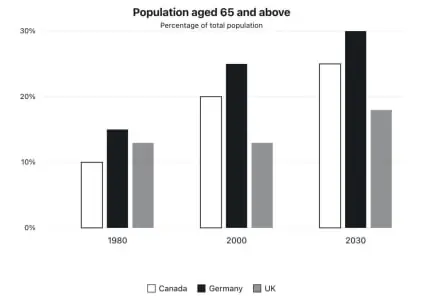 Population aged 65 and above
Percentage of total population
30%
20%
10%
0%
1980 2000 2030
Canada Germany UK